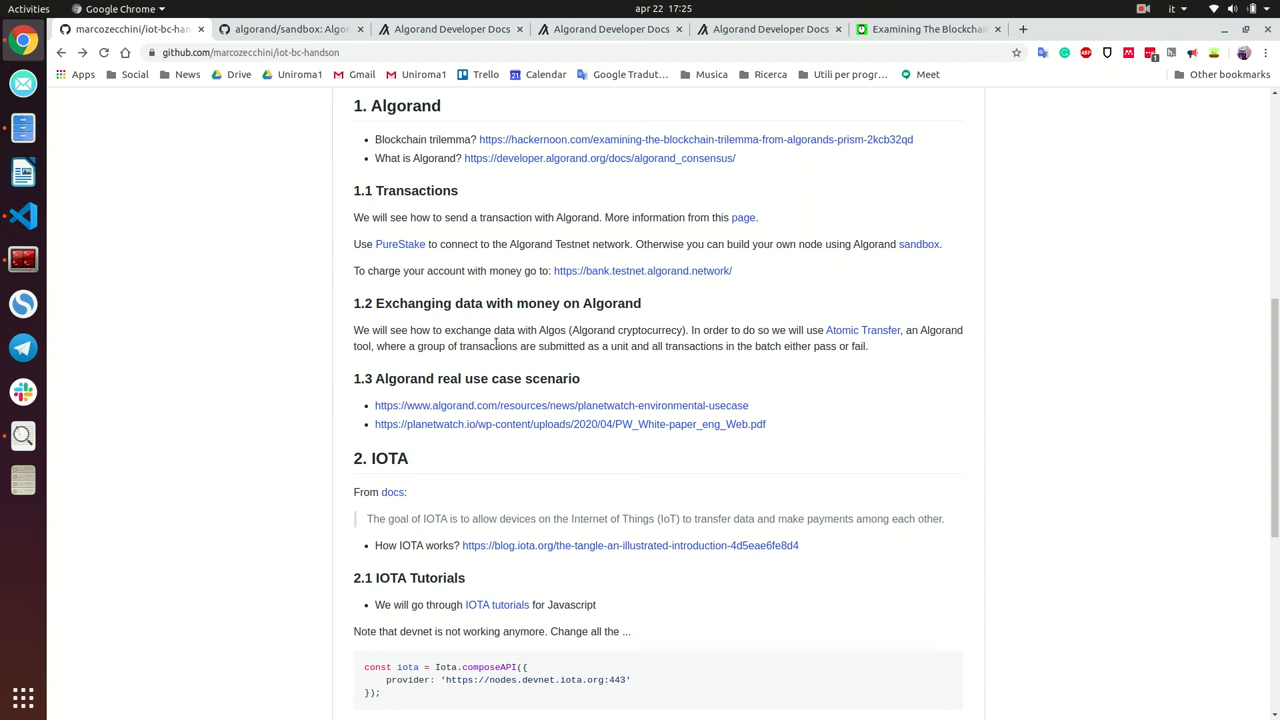 Activities
Google Chrome
apr 22 17:25
it
marcozecchini/iot-bc-han
algorand/sandbox: Algor
Algorand Developer Docs
Algorand Developer Docs
Algorand Developer Docs
Examining The Blockchain
github.com/marcozecchini/iot-bc-handson
Apps
Social
News
Drive
Uniroma1
Gmail
Uniroma1
Trello
Calendar
Google Tradut…
Musica
Ricerca
Utili per progr…
Meet
Other bookmarks
1. Algorand
• Blockchain trilemma? https://hackernoon.com/examining-the-blockchain-trilemma-from-algorands-prism-2kcb32qd
• What is Algorand? https://developer.algorand.org/docs/algorand_consensus/
1.1 Transactions
We will see how to send a transaction with Algorand. More information from this page.
Use PureStake to connect to the Algorand Testnet network. Otherwise you can build your own node using Algorand sandbox.
To charge your account with money go to: https://bank.testnet.algorand.network/
1.2 Exchanging data with money on Algorand
We will see how to exchange data with Algos (Algorand cryptocurrency). In order to do so we will use Atomic Transfer, an Algorand
tool, where a group of transactions are submitted as a unit and all transactions in the batch either pass or fail.
1.3 Algorand real use case scenario
• https://www.algorand.com/resources/news/planetwatch-environmental-usecase
• https://planetwatch.io/wp-content/uploads/2020/04/PW_White-paper_eng_Web.pdf
2. IOTA
From docs:
The goal of IOTA is to allow devices on the Internet of Things (IoT) to transfer data and make payments among each other.
• How IOTA works? https://blog.iota.org/the-tangle-an-illustrated-introduction-4d5eae6fe8d4
2.1 IOTA Tutorials
• We will go through IOTA tutorials for Javascript
Note that devnet is not working anymore. Change all the ...
const iota = Iota.composeAPI({
provider: 'https://nodes.devnet.iota.org:443'
});